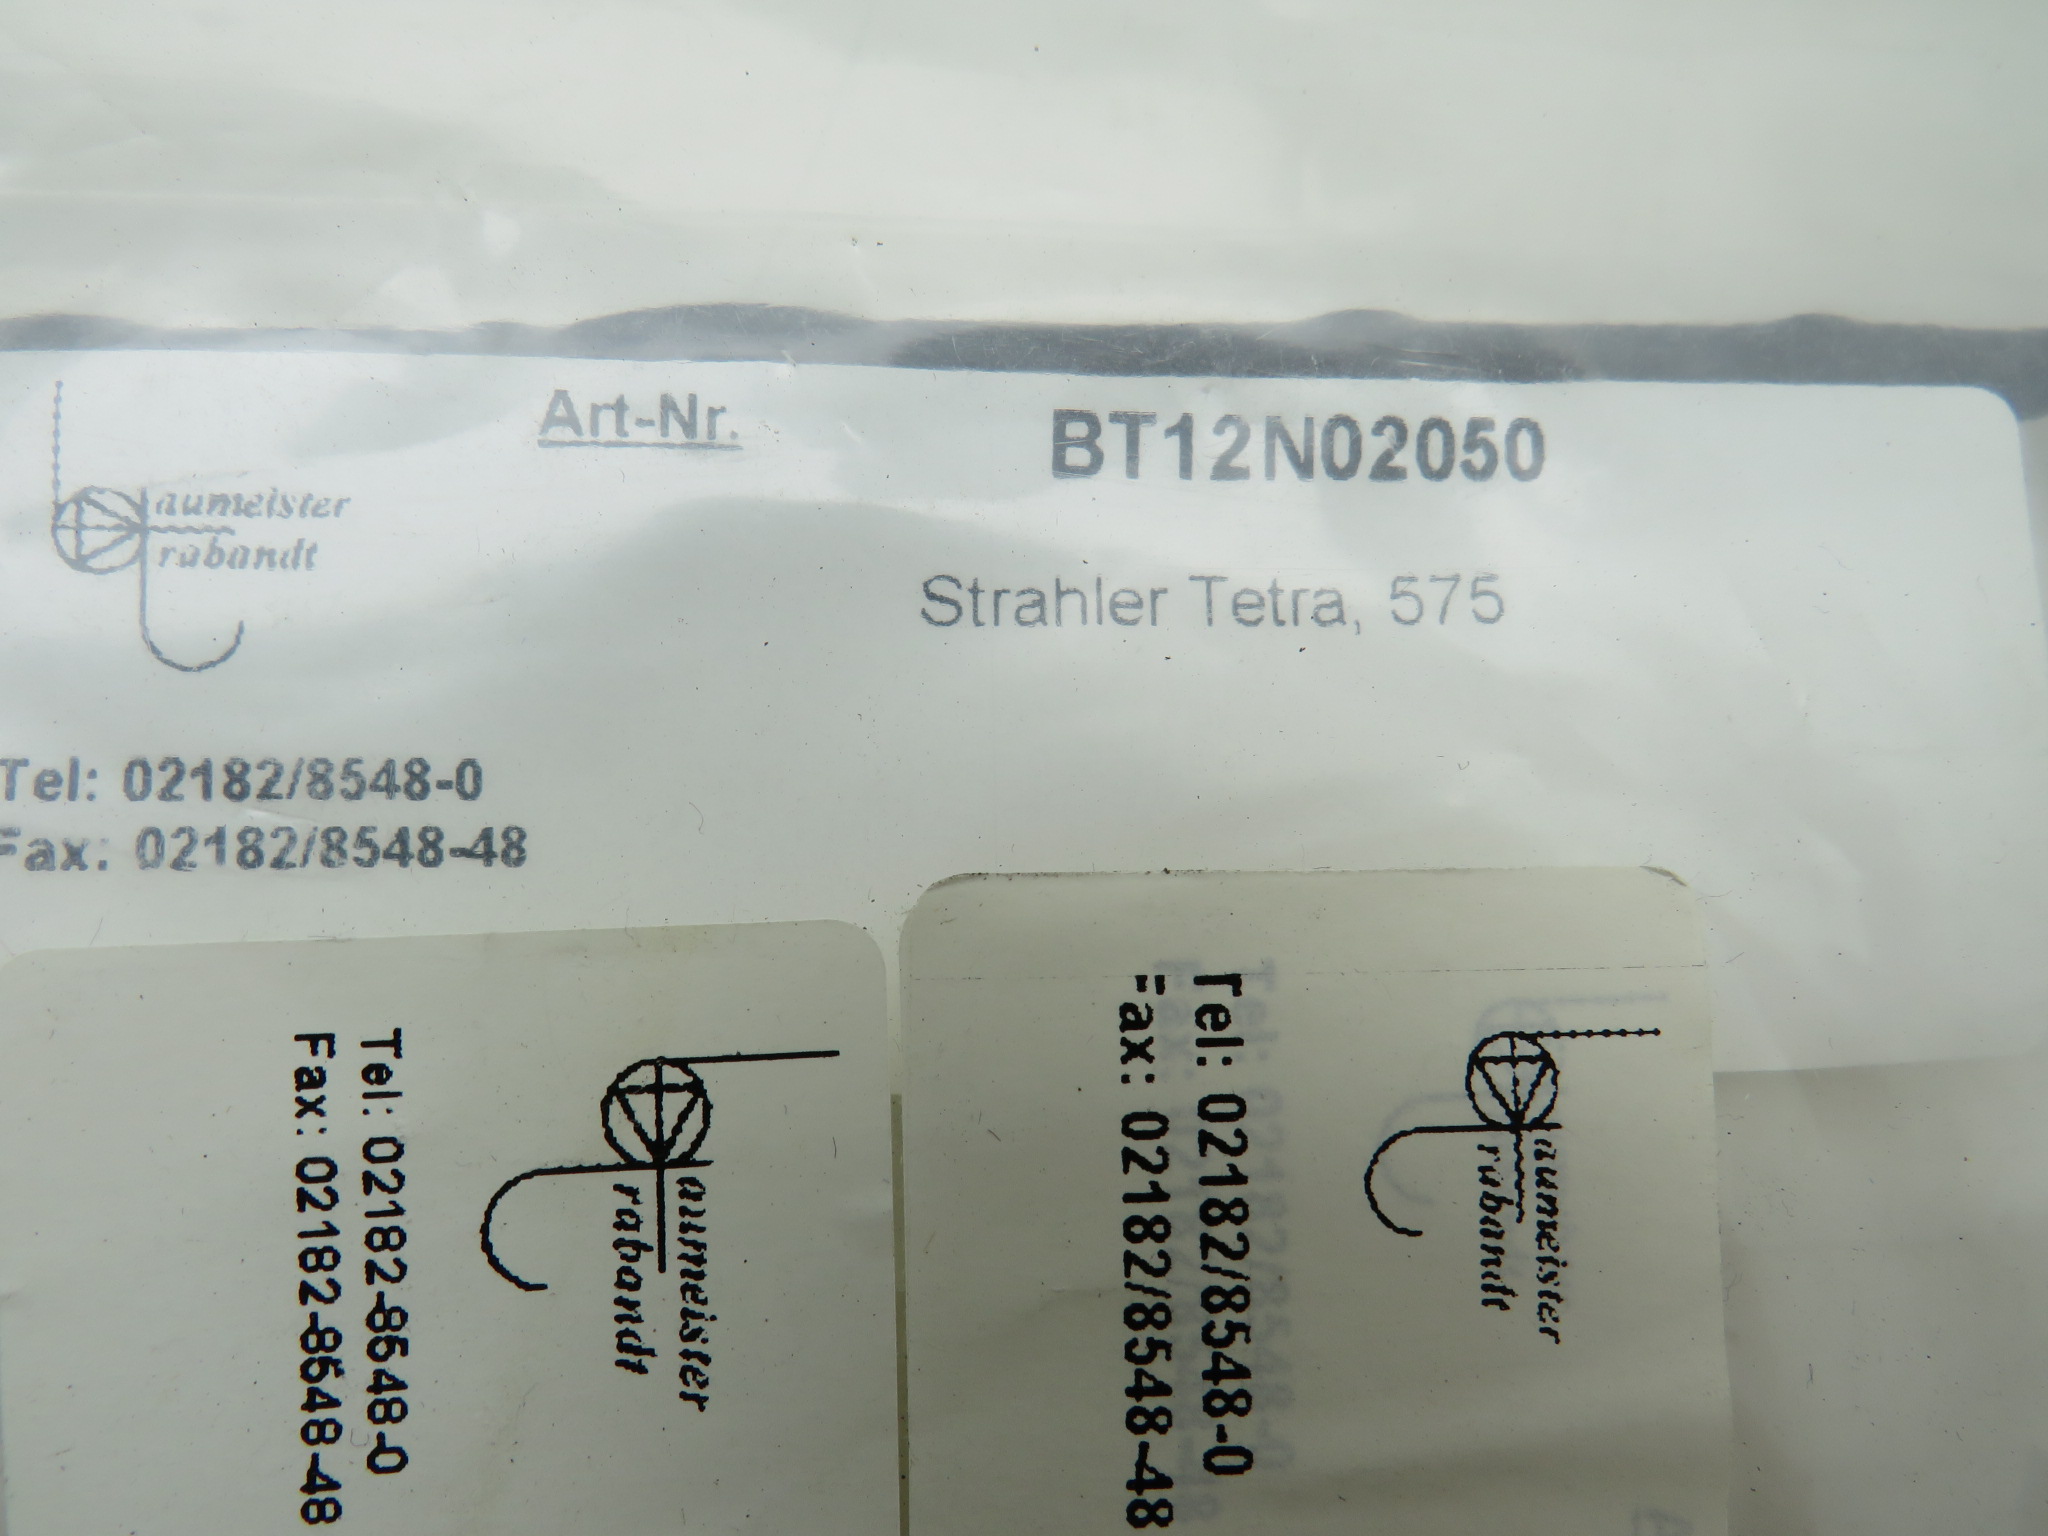 Art-Nr.
BT12N02050
aumeister
rabandt
Strahler Tetra, 575
Tel: 02182/8548-0
Fax: 02182/8548-48
aumeister
rabandt
Tel: 02182-8548-0
Fax: 02182-8548-48
aumeister
rabandt
Tel: 02182/8548-0
Fax: 02182/8548-48